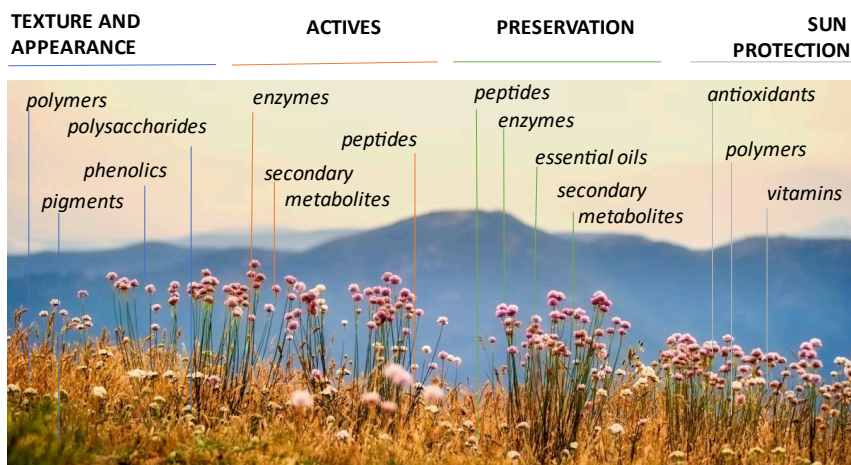 TEXTURE AND
APPEARANCE
ACTIVES
PRESERVATION
SUN
PROTECTION
polymers
polysaccharides
phenolics
pigments
enzymes
peptides
secondary
metabolites
peptides
enzymes
essential oils
secondary
metabolites
antioxidants
polymers
vitamins